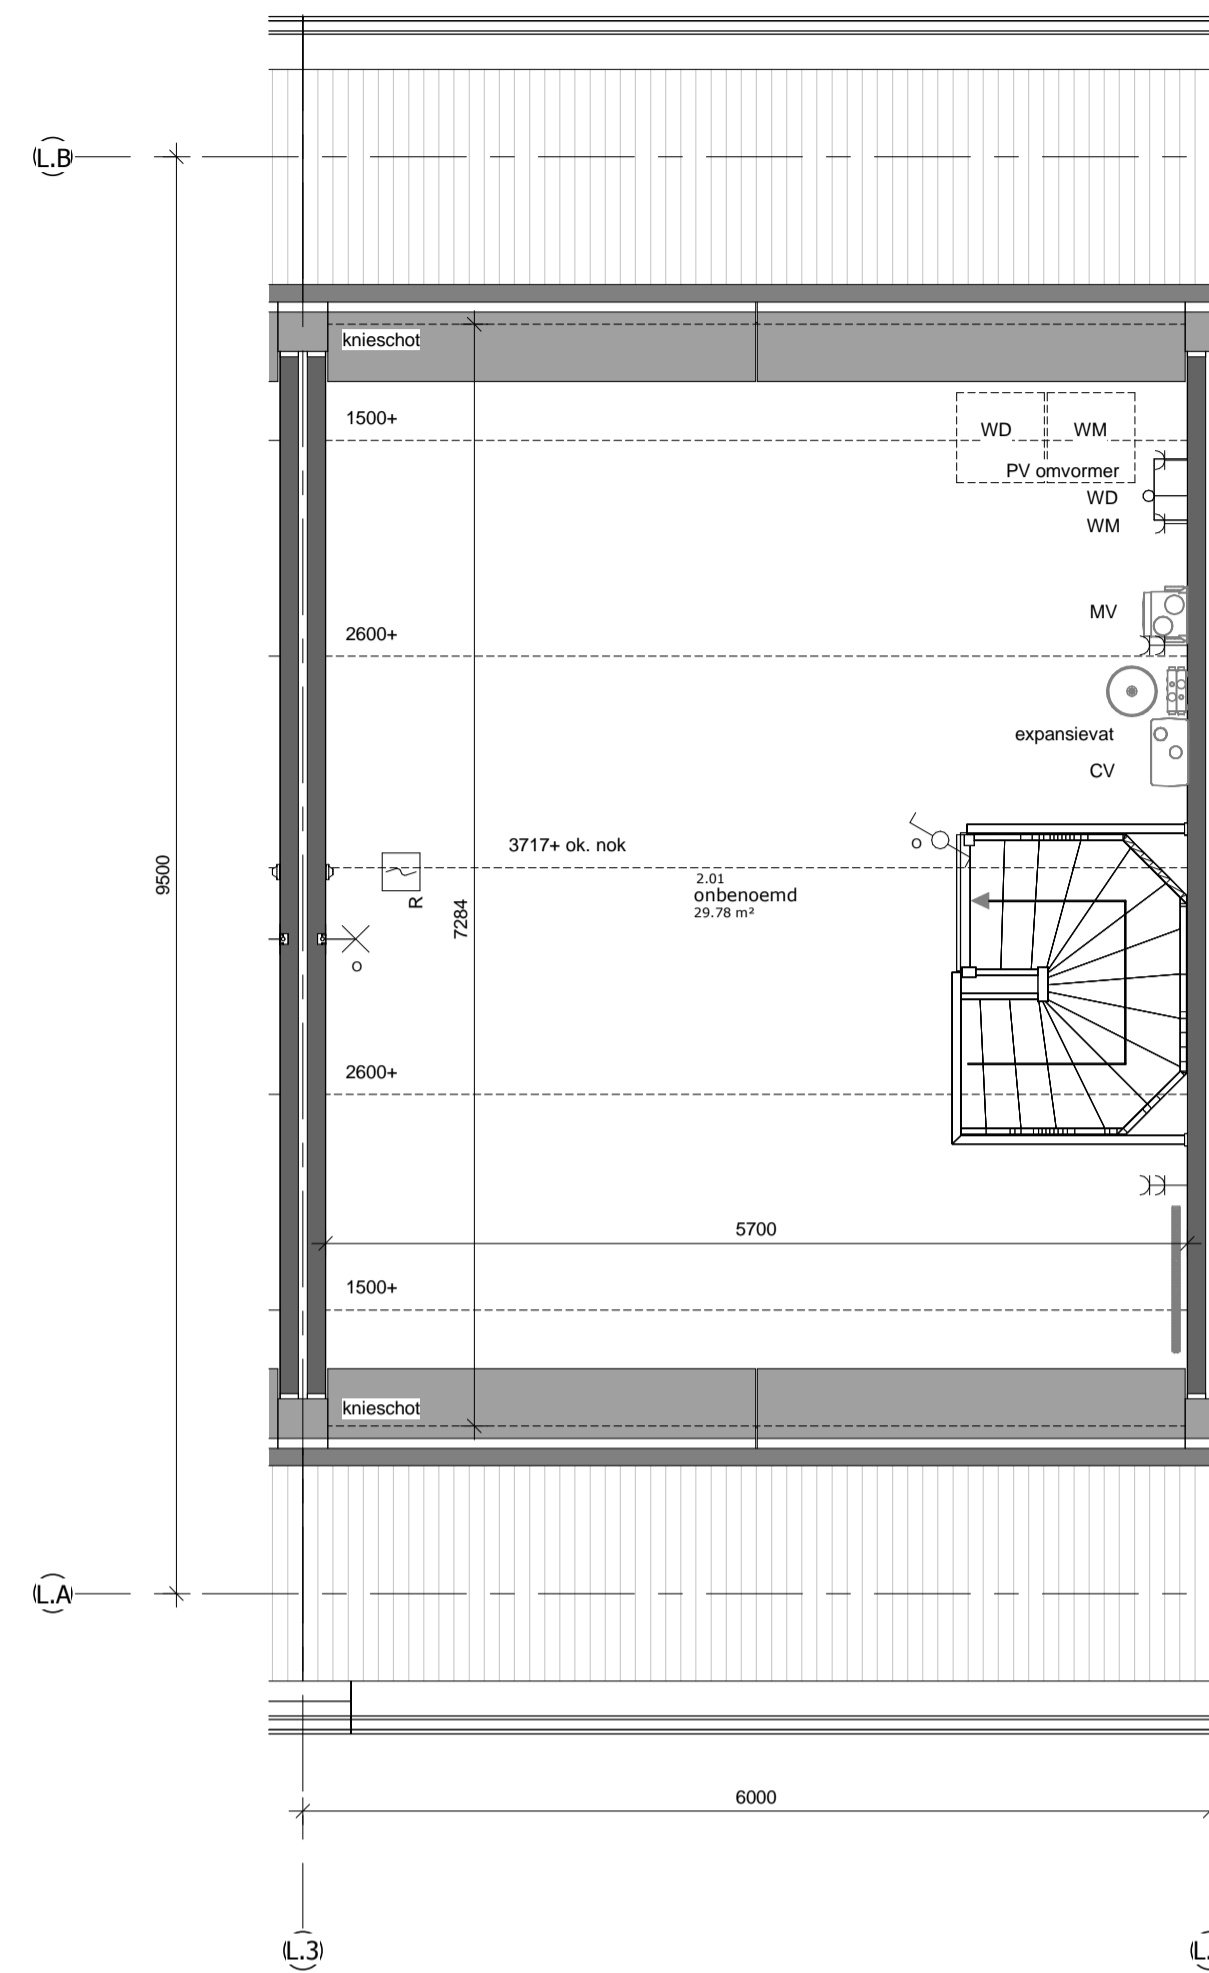 L.B
knieschot
1500+
WD
WM
PV omvormer
WD
WM
2600+
MV
expansievat
CV
3717+ ok. nok
o
9500
R
7284
2.01
onbenoemd
29.78 m²
o
2600+
5700
1500+
knieschot
L.A
6000
L.3
L.